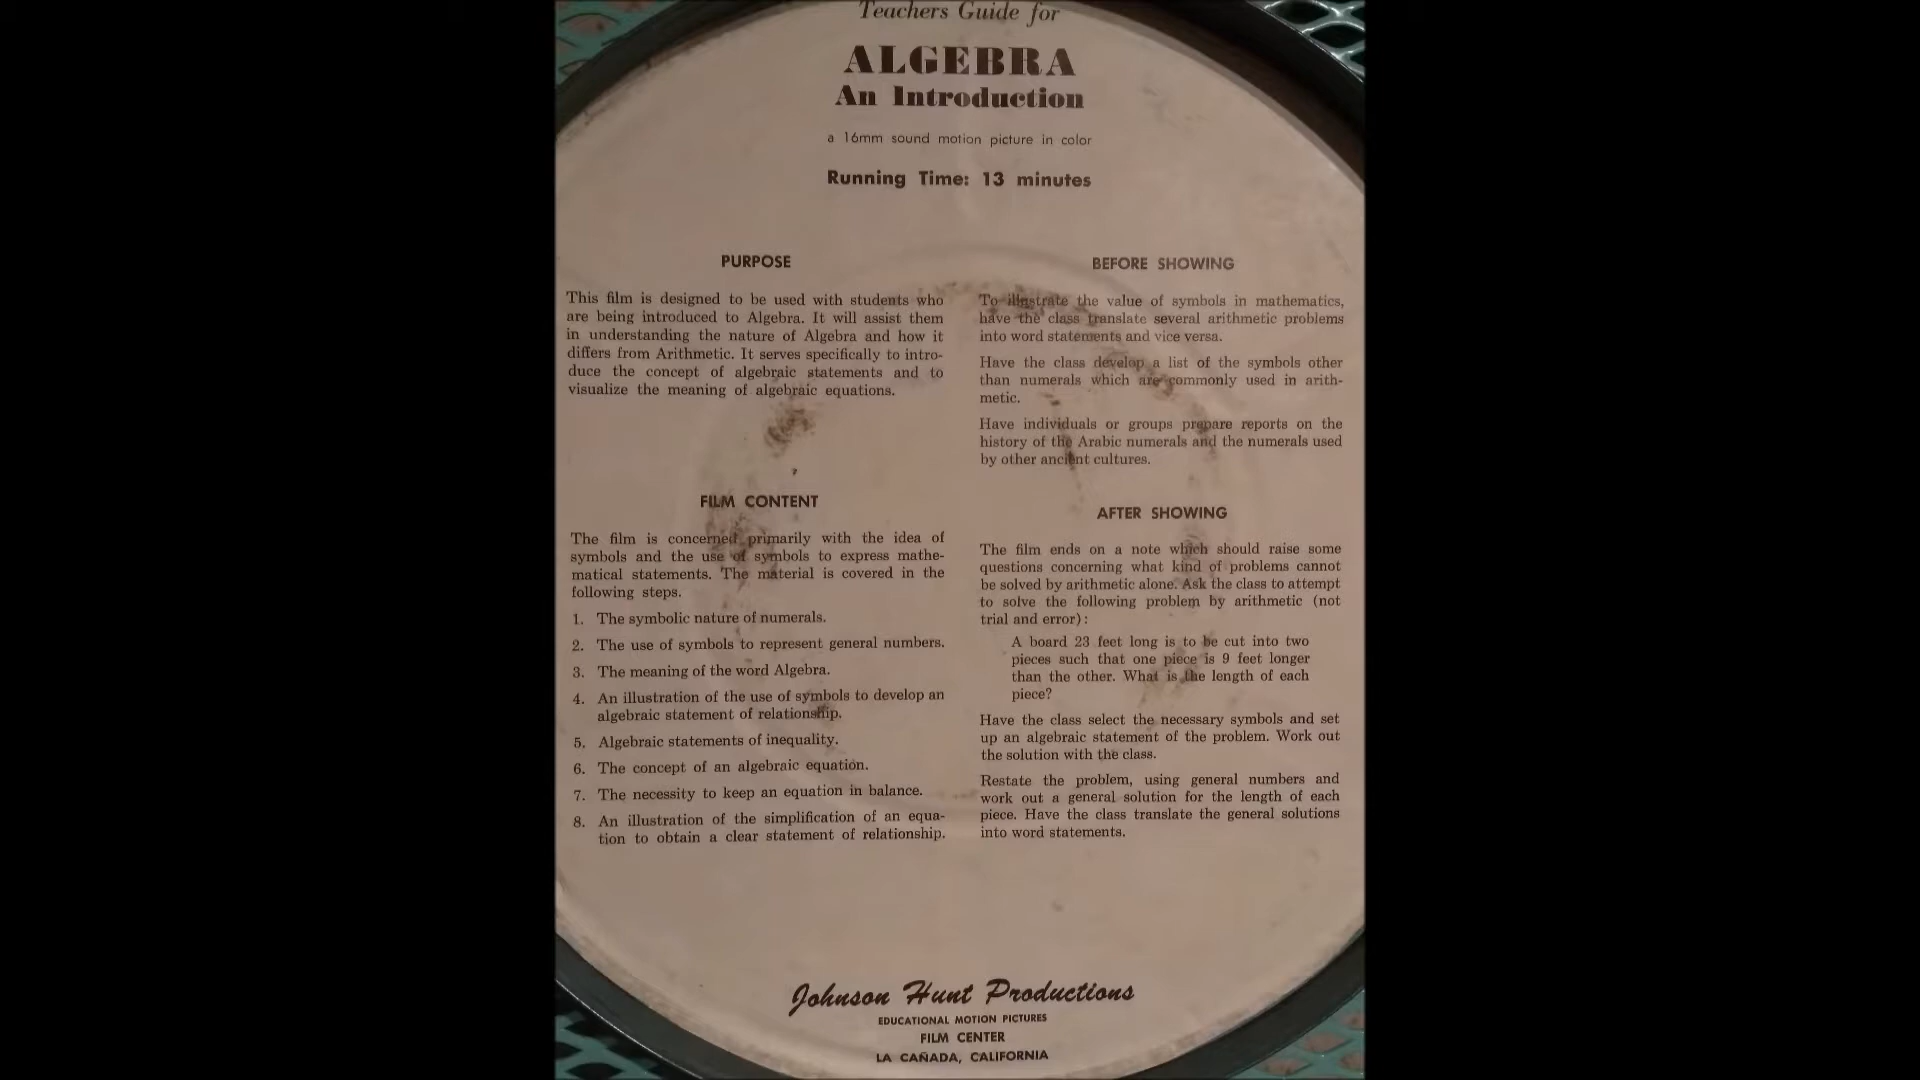 Teachers Guide for
ALGEBRA
An Introduction
a 16mm sound motion picture in color
Running Time: 13 minutes
PURPOSE
This film is designed to be used with students who
are being introduced to Algebra. It will assist them
in understanding the nature of Algebra and how it
differs from Arithmetic. It serves specifically to intro-
duce the concept of algebraic statements and to
visualize the meaning of algebraic equations.
FILM CONTENT
The film is concerned primarily with the idea of
symbols and the use of symbols to express mathe-
matical statements. The material is covered in the
following steps.
1. The symbolic nature of numerals.
2. The use of symbols to represent general numbers.
3. The meaning of the word Algebra.
4. An illustration of the use of symbols to develop an
algebraic statement of relationship.
5. Algebraic statements of inequality.
6. The concept of an algebraic equation.
7. The necessity to keep an equation in balance.
8. An illustration of the simplification of an equa-
tion to obtain a clear statement of relationship.
BEFORE SHOWING
To illustrate the value of symbols in mathematics,
have the class translate several arithmetic problems
into word statements and vice versa.
Have the class develop a list of the symbols other
than numerals which are commonly used in arith-
metic.
Have individuals or groups prepare reports on the
history of the Arabic numerals and the numerals used
by other ancient cultures.
AFTER SHOWING
The film ends on a note which should raise some
questions concerning what kind of problems cannot
be solved by arithmetic alone. Ask the class to attempt
to solve the following problem by arithmetic (not
trial and error):
A board 23 feet long is to be cut into two
pieces such that one piece is 9 feet longer
than the other. What is the length of each
piece?
Have the class select the necessary symbols and set
up an algebraic statement of the problem. Work out
the solution with the class.
Restate the problem, using general numbers and
work out a general solution for the length of each
piece. Have the class translate the general solutions
into word statements.
Johnson Hunt Productions
EDUCATIONAL MOTION PICTURES
FILM CENTER
LA CAÑADA, CALIFORNIA